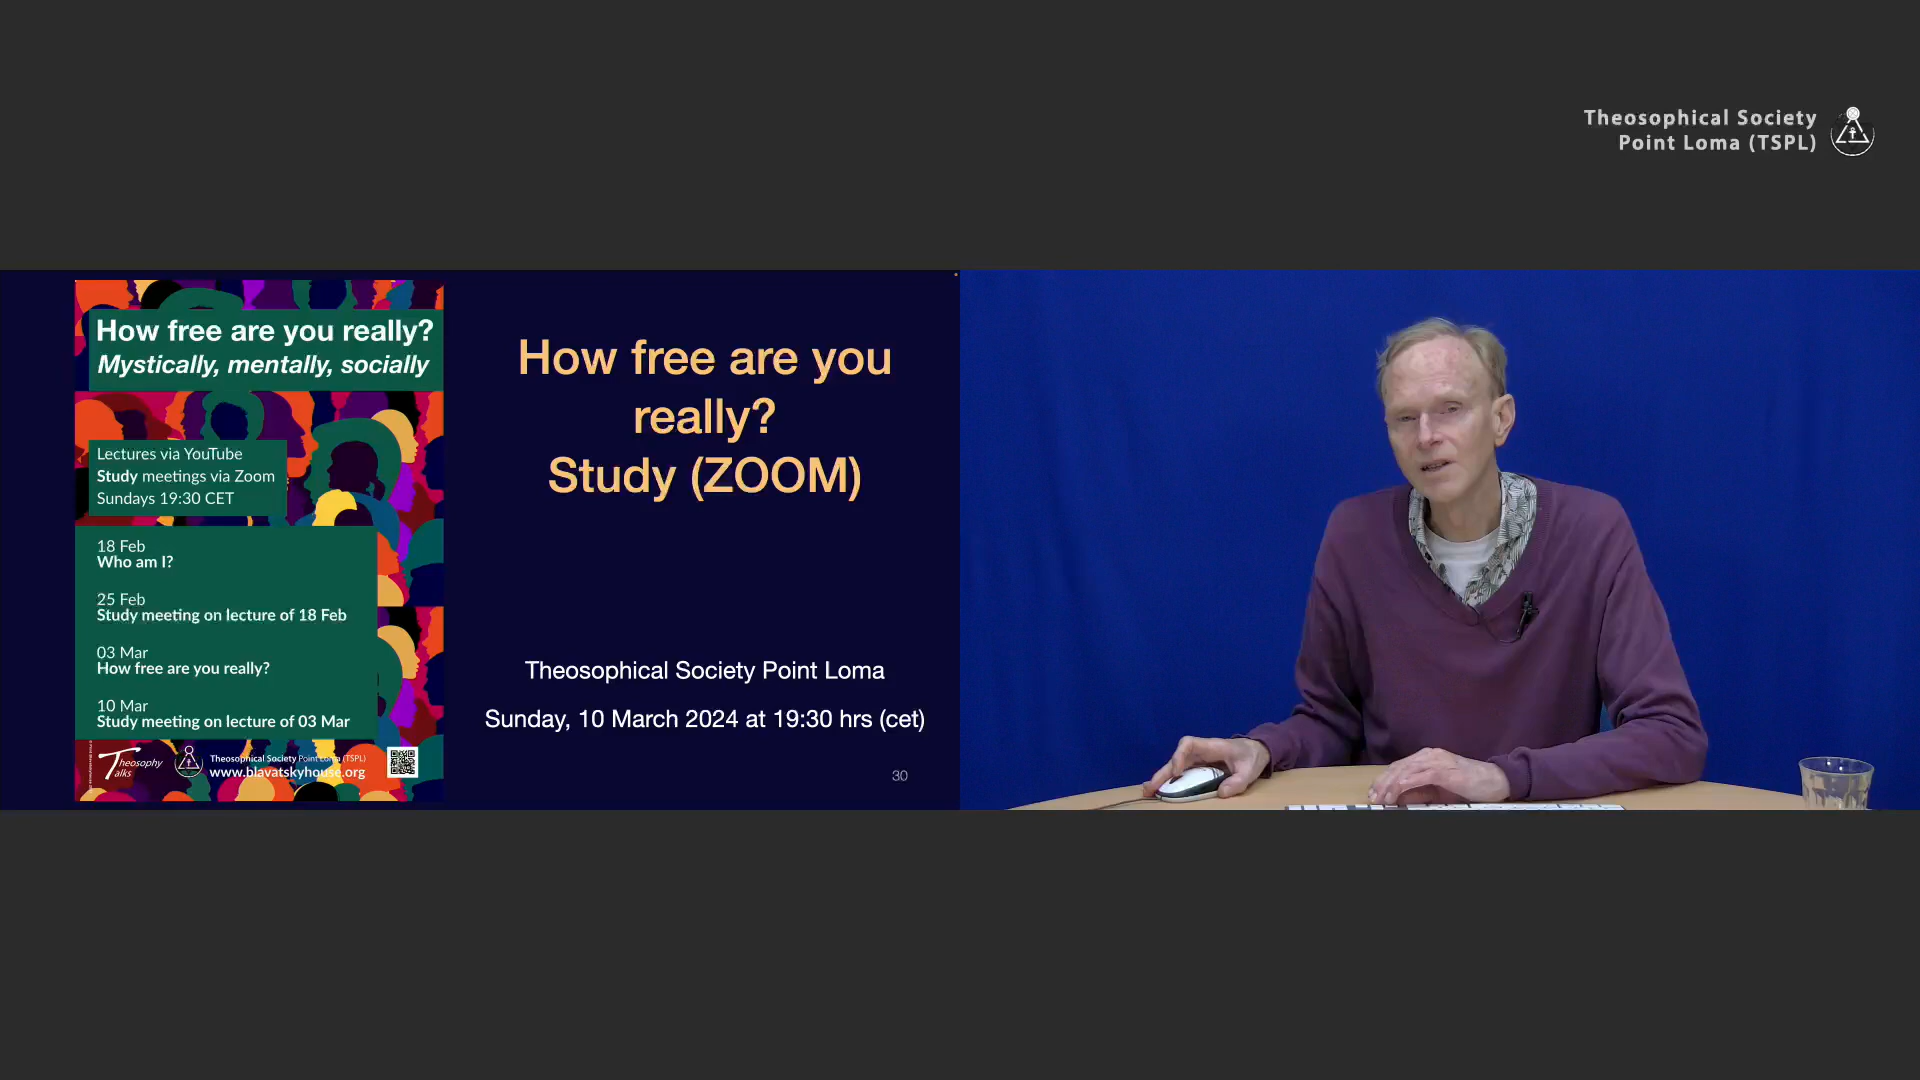 Theosophical Society
Point Loma (TSPL)
How free are you really?
Mystically, mentally, socially
Lectures via YouTube
Study meetings via Zoom
Sundays 19:30 CET
18 Feb
Who am I?
25 Feb
Study meeting on lecture of 18 Feb
03 Mar
How free are you really?
10 Mar
Study meeting on lecture of 03 Mar
Theosophy
Talks
Theosophical Society Point Loma (TSPL)
www.blavatskyhouse.org
How free are you
really?
Study (ZOOM)
Theosophical Society Point Loma
Sunday, 10 March 2024 at 19:30 hrs (cet)
30